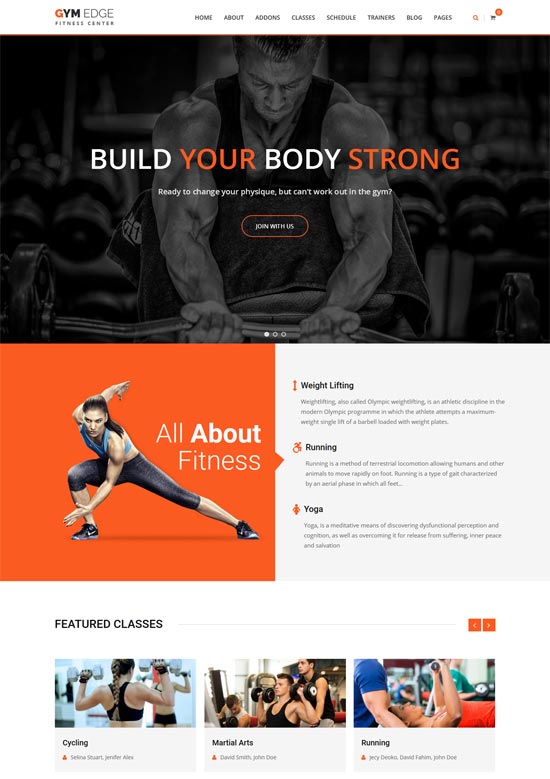 GYM EDGE
FITNESS CENTER
HOME ABOUT ADDONS CLASSES SCHEDULE TRAINERS BLOG PAGES
0
BUILD YOUR BODY STRONG
Ready to change your physique, but can't work out in the gym?
JOIN WITH US
All About
Fitness
Weight Lifting
Weightlifting, also called Olympic weightlifting, is an athletic discipline in the
modern Olympic programme in which the athlete attempts a maximum-
weight single lift of a barbell loaded with weight plates.
Running
Running is a method of terrestrial locomotion allowing humans and other
animals to move rapidly on foot. Running is a type of gait characterized
by an aerial phase in which all feet...
Yoga
Yoga, is a meditative means of discovering dysfunctional perception and
cognition, as well as overcoming it for release from suffering, inner peace
and salvation
FEATURED CLASSES
Cycling
Selina Stuart, Jenifer Alex
Martial Arts
David Smith, John Doe
Running
Jecy Deoko, David Fahim, John Doe